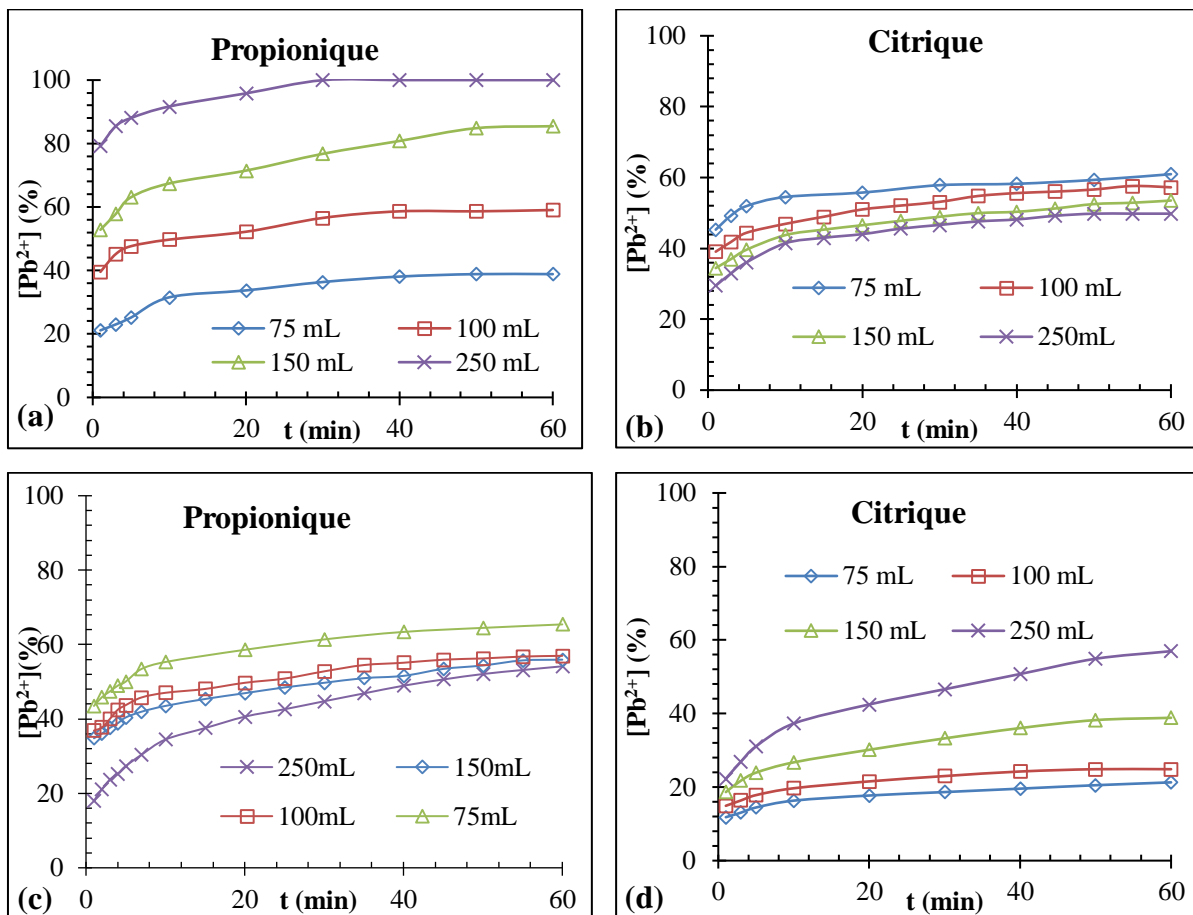 Propionique
100
80
60
40
20
0
[Pb²⁺] (%)
75 mL
100 mL
150 mL
250 mL
(a)
0
20
40
60
t (min)
Citrique
100
80
60
40
20
0
[Pb²⁺] (%)
75 mL
100 mL
150 mL
250mL
(b)
0
20
40
60
t (min)
Propionique
100
80
60
40
20
0
[Pb²⁺](%)
250mL
150mL
100mL
75mL
(c)
0
20
40
60
t (min)
Citrique
100
80
60
40
20
0
[Pb²⁺] (%)
75 mL
100 mL
150 mL
250 mL
(d)
0
20
40
60
t (min)